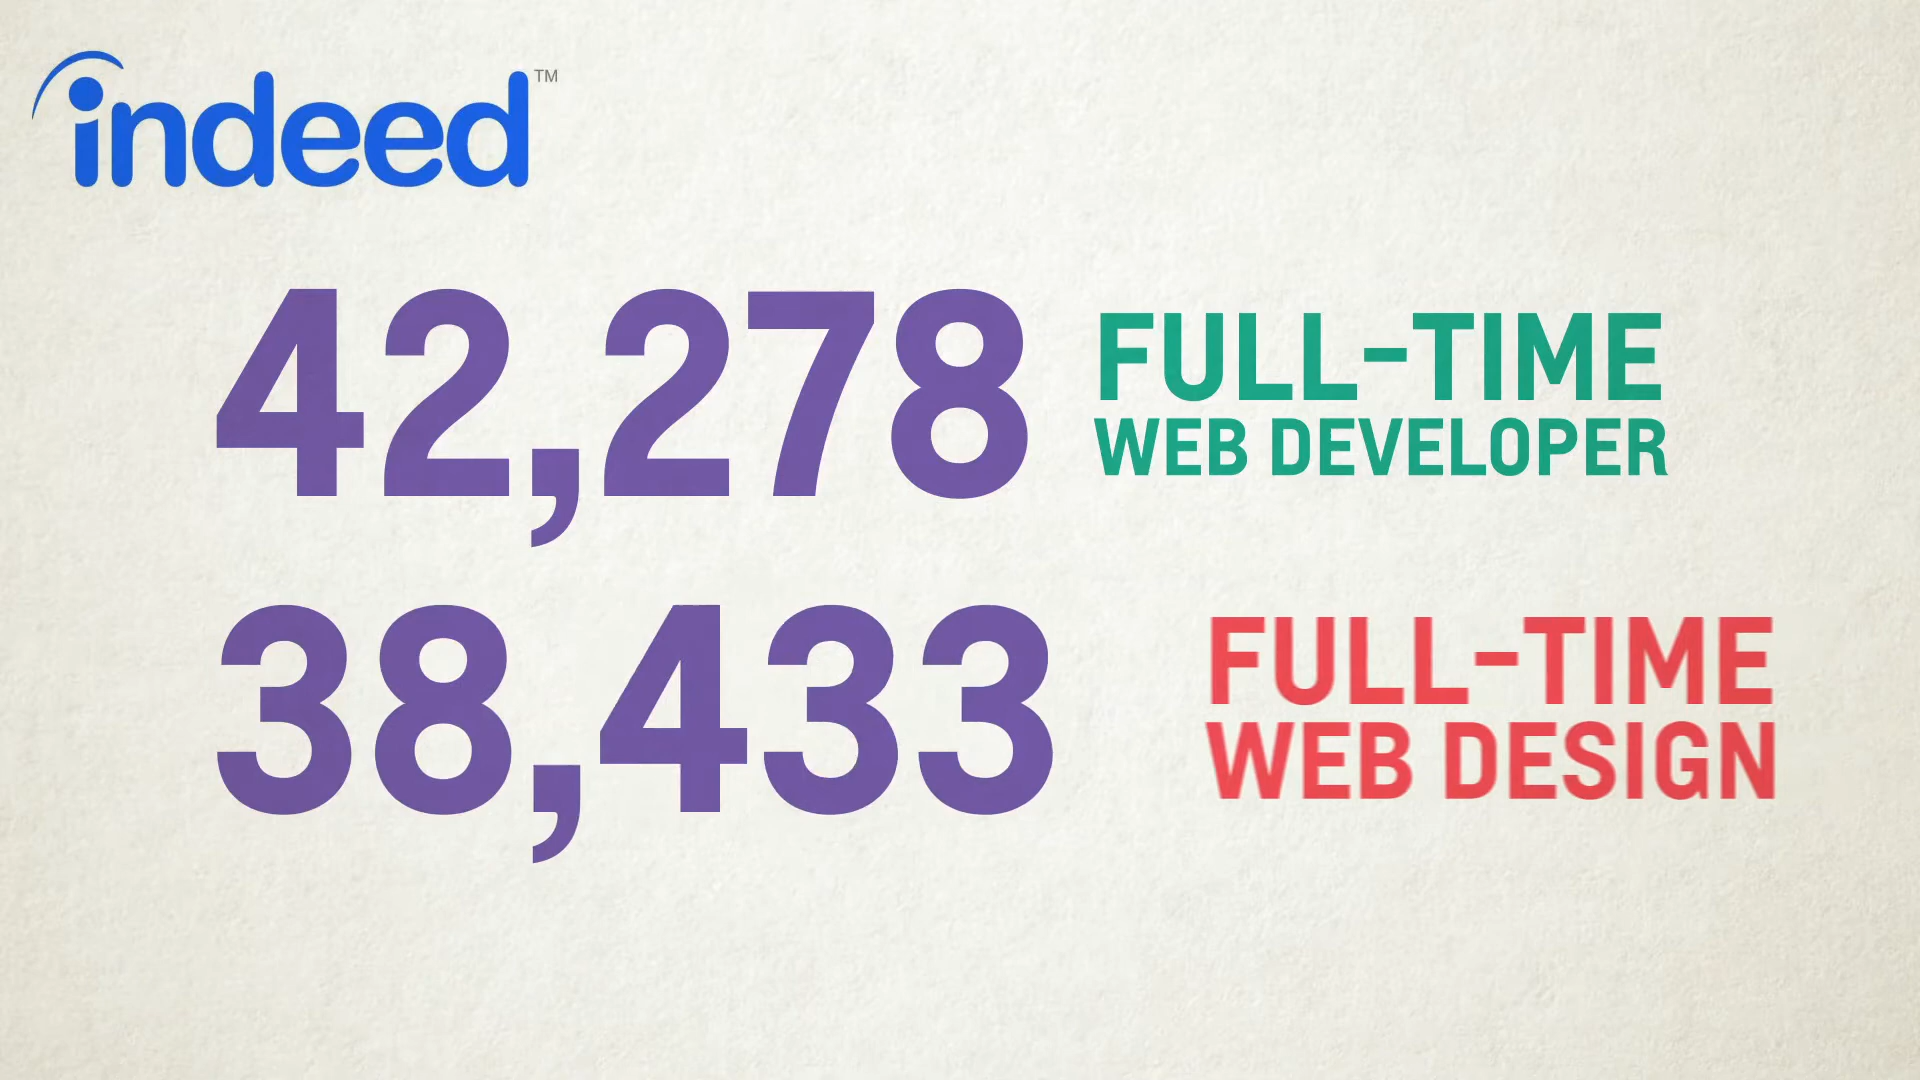 indeed™
42,278
FULL-TIME
WEB DEVELOPER
38,433
FULL-TIME
WEB DESIGN